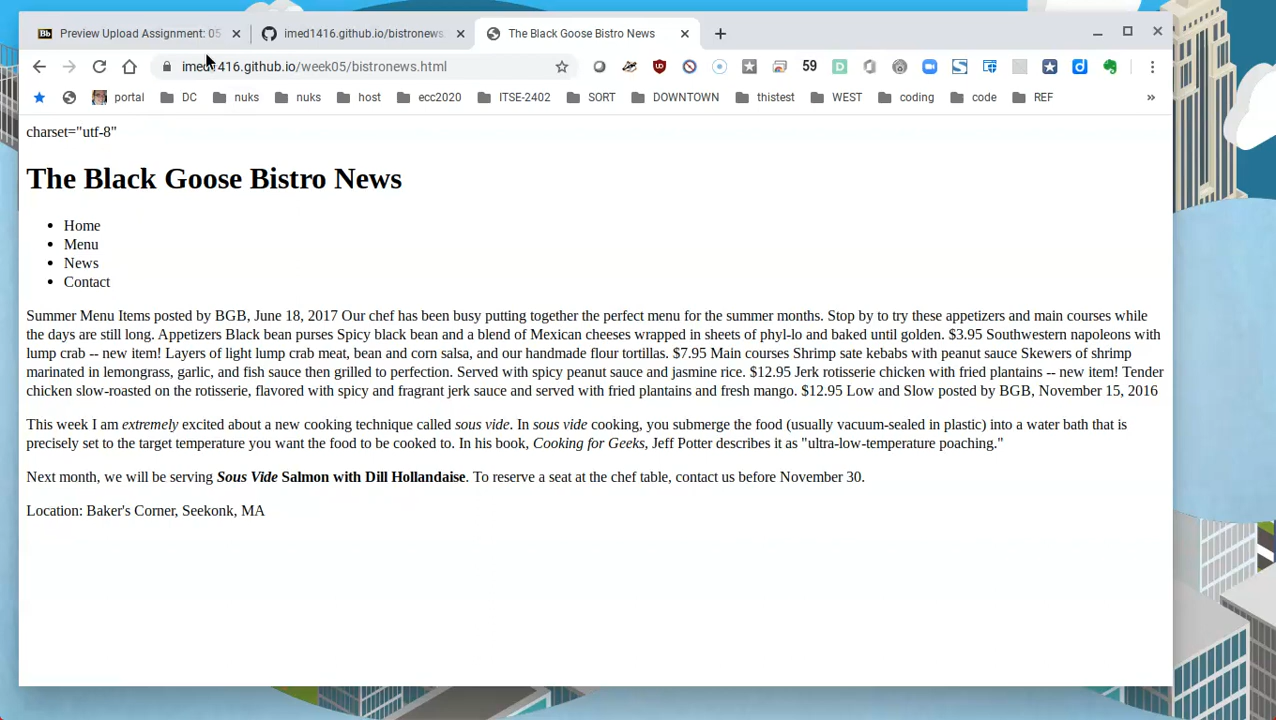 Preview Upload Assignment: 05
imed1416.github.io/bistronews.
The Black Goose Bistro News
imed1416.github.io/week05/bistronews.html
59
portal DC nuks nuks host ecc2020 ITSE-2402 SORT DOWNTOWN thistest WEST coding code REF »
charset="utf-8"
The Black Goose Bistro News
• Home
• Menu
• News
• Contact
Summer Menu Items posted by BGB, June 18, 2017 Our chef has been busy putting together the perfect menu for the summer months. Stop by to try these appetizers and main courses while
the days are still long. Appetizers Black bean purses Spicy black bean and a blend of Mexican cheeses wrapped in sheets of phyl-lo and baked until golden. $3.95 Southwestern napoleons with
lump crab -- new item! Layers of light lump crab meat, bean and corn salsa, and our handmade flour tortillas. $7.95 Main courses Shrimp sate kebabs with peanut sauce Skewers of shrimp
marinated in lemongrass, garlic, and fish sauce then grilled to perfection. Served with spicy peanut sauce and jasmine rice. $12.95 Jerk rotisserie chicken with fried plantains -- new item! Tender
chicken slow-roasted on the rotisserie, flavored with spicy and fragrant jerk sauce and served with fried plantains and fresh mango. $12.95 Low and Slow posted by BGB, November 15, 2016
This week I am extremely excited about a new cooking technique called sous vide. In sous vide cooking, you submerge the food (usually vacuum-sealed in plastic) into a water bath that is
precisely set to the target temperature you want the food to be cooked to. In his book, Cooking for Geeks, Jeff Potter describes it as "ultra-low-temperature poaching."
Next month, we will be serving Sous Vide Salmon with Dill Hollandaise. To reserve a seat at the chef table, contact us before November 30.
Location: Baker's Corner, Seekonk, MA